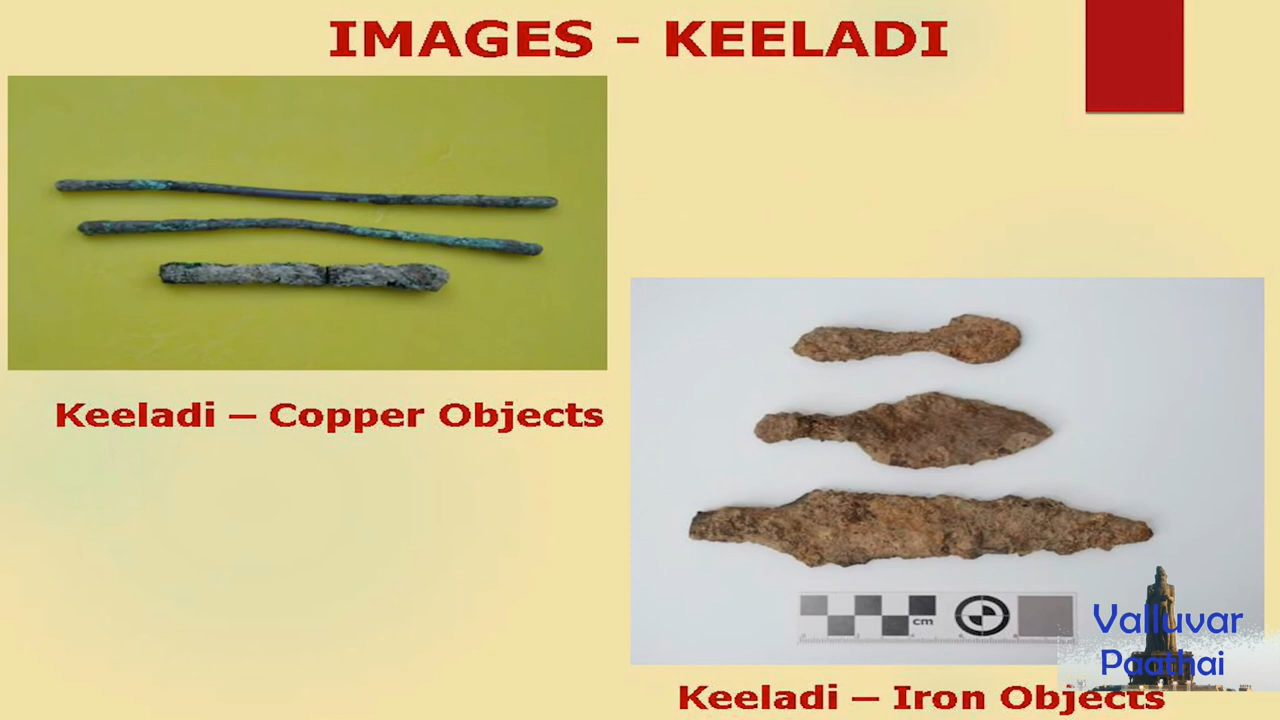 IMAGES - KEELADI
Keeladi – Copper Objects
cm
Valluvar
Paathai
Keeladi – Iron Objects